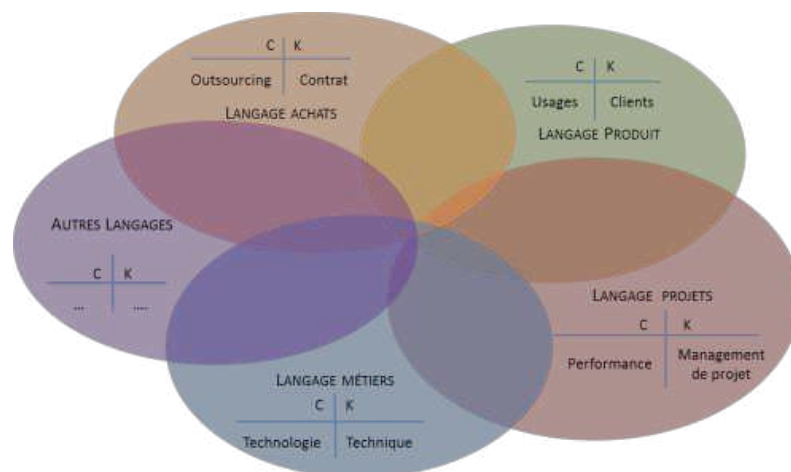 C K
Outsourcing Contrat
LANGAGE ACHATS
C K
Usages Clients
LANGAGE PRODUIT
AUTRES LANGAGES
C K
... ....
LANGAGE PROJETS
C K
Performance Management
de projet
LANGAGE MÉTIERS
C K
Technologie Technique